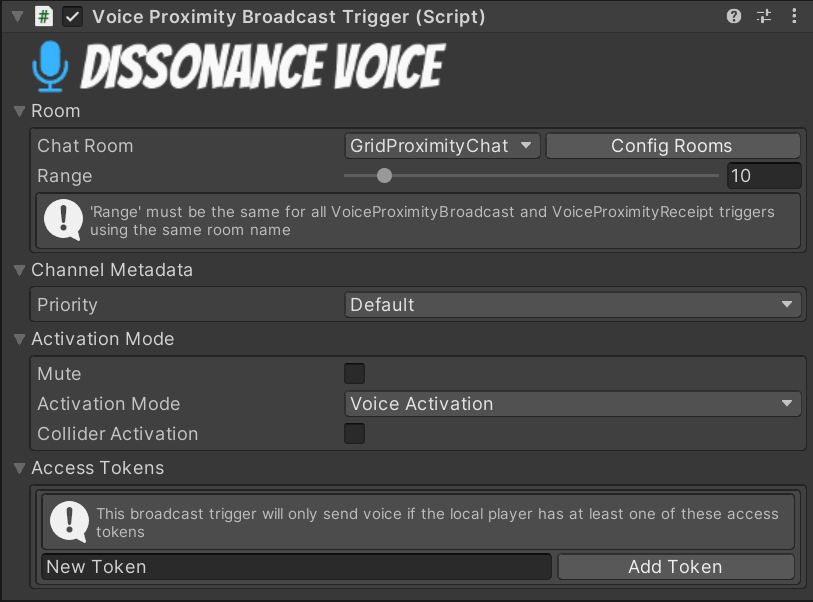 Voice Proximity Broadcast Trigger (Script)
DISSONANCE VOICE
Room
Chat Room GridProximityChat Config Rooms
Range 10
'Range' must be the same for all VoiceProximityBroadcast and VoiceProximityReceipt triggers
using the same room name
Channel Metadata
Priority Default
Activation Mode
Mute
Activation Mode Voice Activation
Collider Activation
Access Tokens
This broadcast trigger will only send voice if the local player has at least one of these access
tokens
New Token Add Token